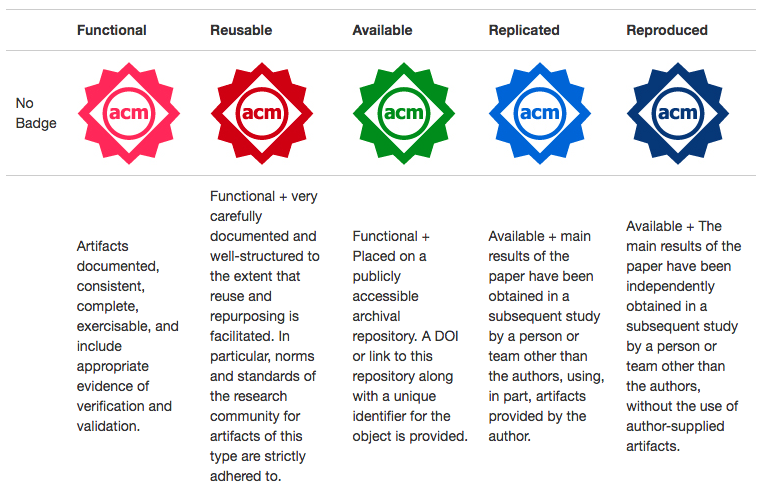 Functional Reusable Available Replicated Reproduced
No
Badge
acm acm acm acm acm
Artifacts
documented,
consistent,
complete,
exercisable, and
include
appropriate
evidence of
verification and
validation.
Functional + very
carefully
documented and
well-structured to
the extent that
reuse and
repurposing is
facilitated. In
particular, norms
and standards of
the research
community for
artifacts of this
type are strictly
adhered to.
Functional +
Placed on a
publicly
accessible
archival
repository. A DOI
or link to this
repository along
with a unique
identifier for the
object is provided.
Available + main
results of the
paper have been
obtained in a
subsequent study
by a person or
team other than
the authors, using,
in part, artifacts
provided by the
author.
Available + The
main results of the
paper have been
independently
obtained in a
subsequent study
by a person or
team other than
the authors,
without the use of
author-supplied
artifacts.